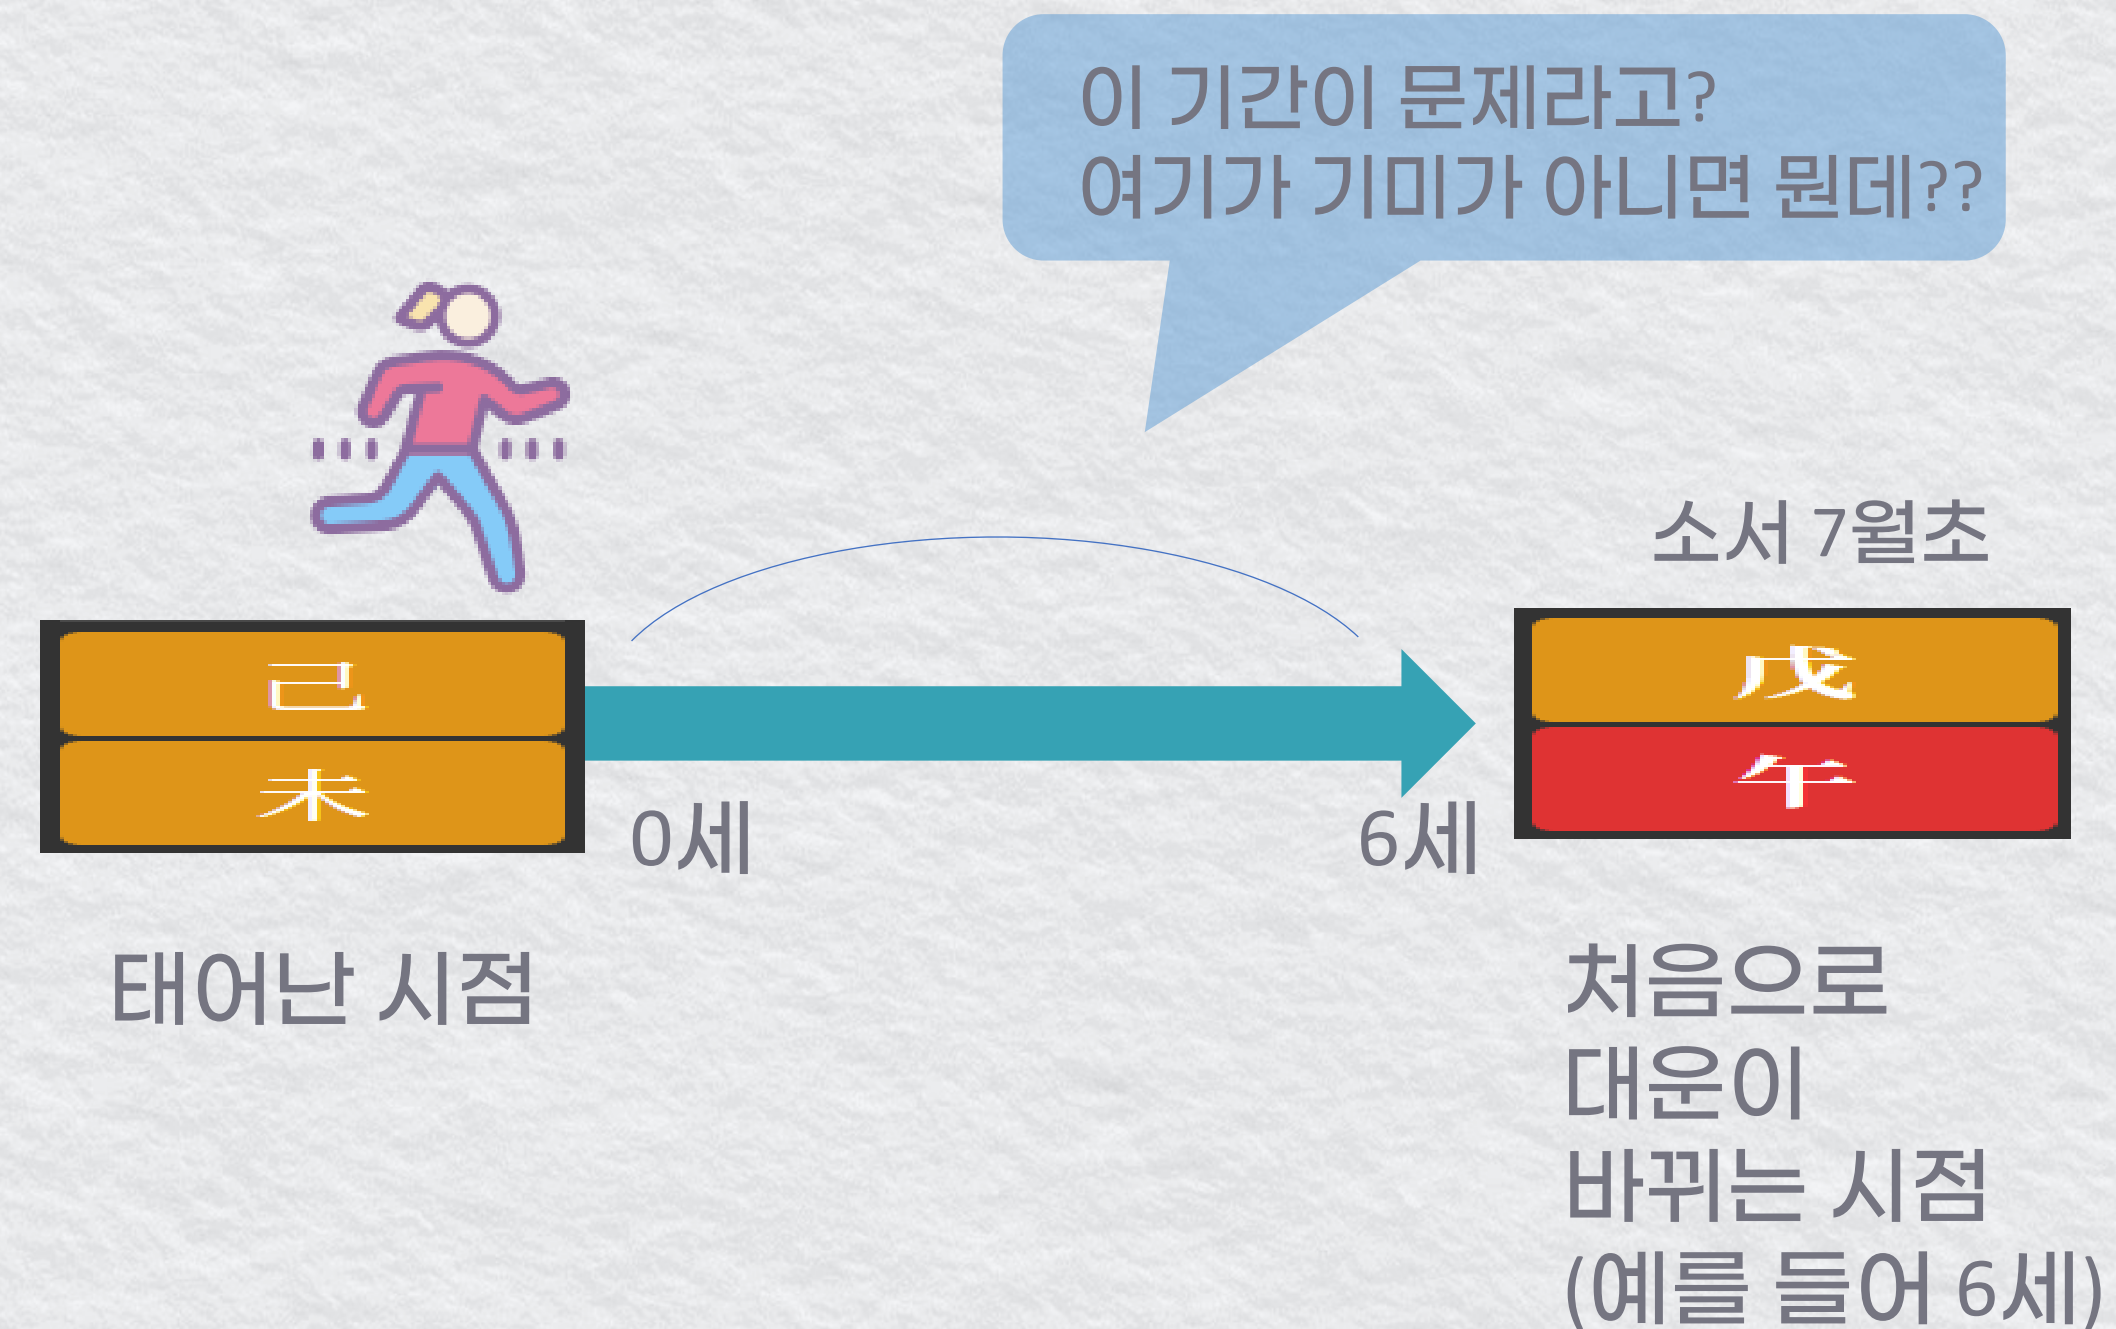 이 기간이 문제라고?
여기가 기미가 아니면 뭔데??
소서 7월초
己
未
戊
午
0세
6세
태어난 시점
처음으로
대운이
바뀌는 시점
(예를 들어 6세)